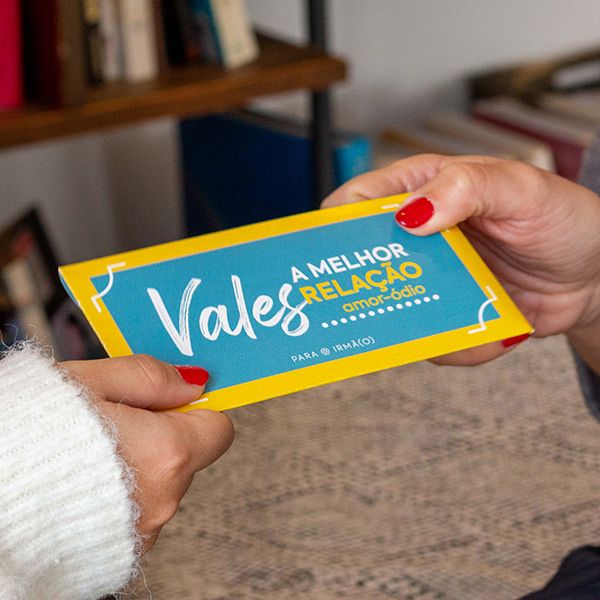 Vales
A MELHOR
RELAÇÃO
amor-ódio
PARA @ IRMÃ(O)